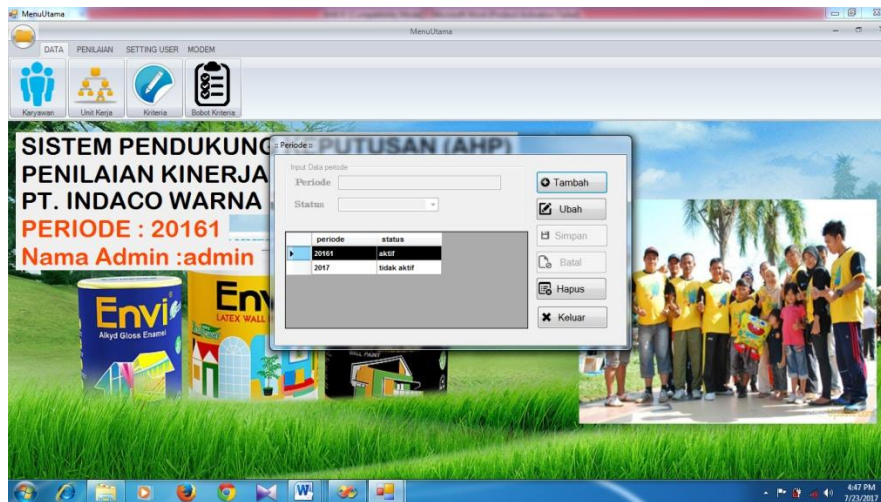 MenuUtama
MenuUtama
DATA PENILAIAN SETTING USER MODEM
Karyawan Unit Kerja Kriteria Bobot Kriteria
SISTEM PENDUKUNG KEPUTUSAN (AHP)
PENILAIAN KINERJA
PT. INDACO WARNA
PERIODE : 20161
Nama Admin :admin
:: Periode ::
Input Data periode
Periode
Status
periode status
20161 aktif
2017 tidak aktif
Tambah
Ubah
Simpan
Batal
Hapus
Keluar
Envi
Alkyd Gloss Enamel
Env
LATEX WALL
WALL PAINT
4:47 PM
7/23/2017